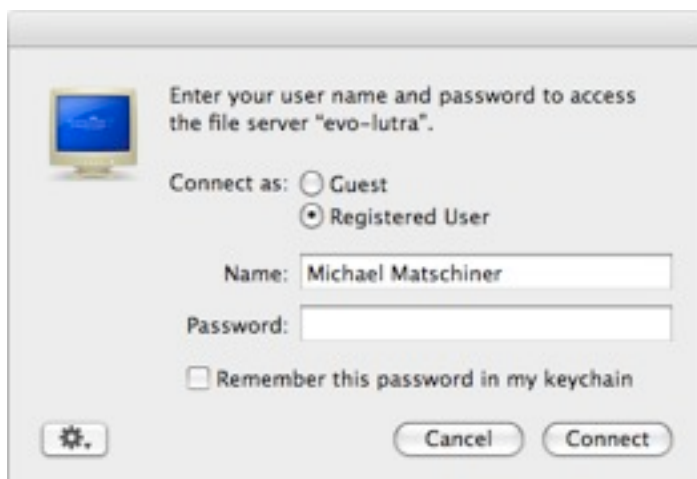 Enter your user name and password to access
the file server “evo-lutra”.
Connect as: Guest
Registered User
Name: Michael Matschiner
Password:
Remember this password in my keychain
Cancel Connect